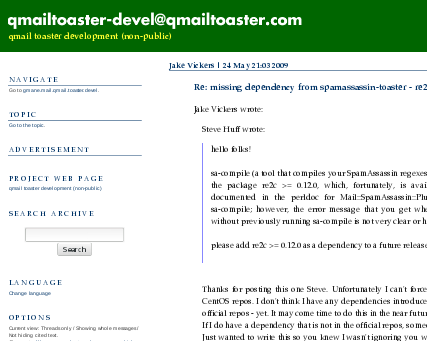 qmailtoaster-devel@qmailtoaster.com
qmail toaster development (non-public)
NAVIGATE
Go to gmane.mail.qmail.toaster.devel.
TOPIC
Go to the topic.
ADVERTISEMENT
PROJECT WEB PAGE
qmail toaster development (non-public)
SEARCH ARCHIVE
Search
LANGUAGE
Change language
OPTIONS
Current view: Threads only / Showing whole messages /
Not hiding cited text.
Jake Vickers | 24 May 21:03 2009
Re: missing dependency from spamassassin-toaster - re2
Jake Vickers wrote:
Steve Huff wrote:
hello folks!
sa-compile (a tool that compiles your SpamAssassin regexes
the package re2c >= 0.12.0, which, fortunately, is avai
documented in the perldoc for Mail::SpamAssassin::Plu
sa-compile; however, the error message that you get whe
without previously running sa-compile is not very clear or h
please add re2c >= 0.12.0 as a dependency to a future releas
Thanks for posting this one Steve. Unfortunately I can't force
CentOS repos. I don't think I have any dependencies introduce
official repos - yet. It may come to do this in the near futur
If I do have a dependency that is not in the official repos, some
Just wanted to write this so you knew I wasn't ignoring you w